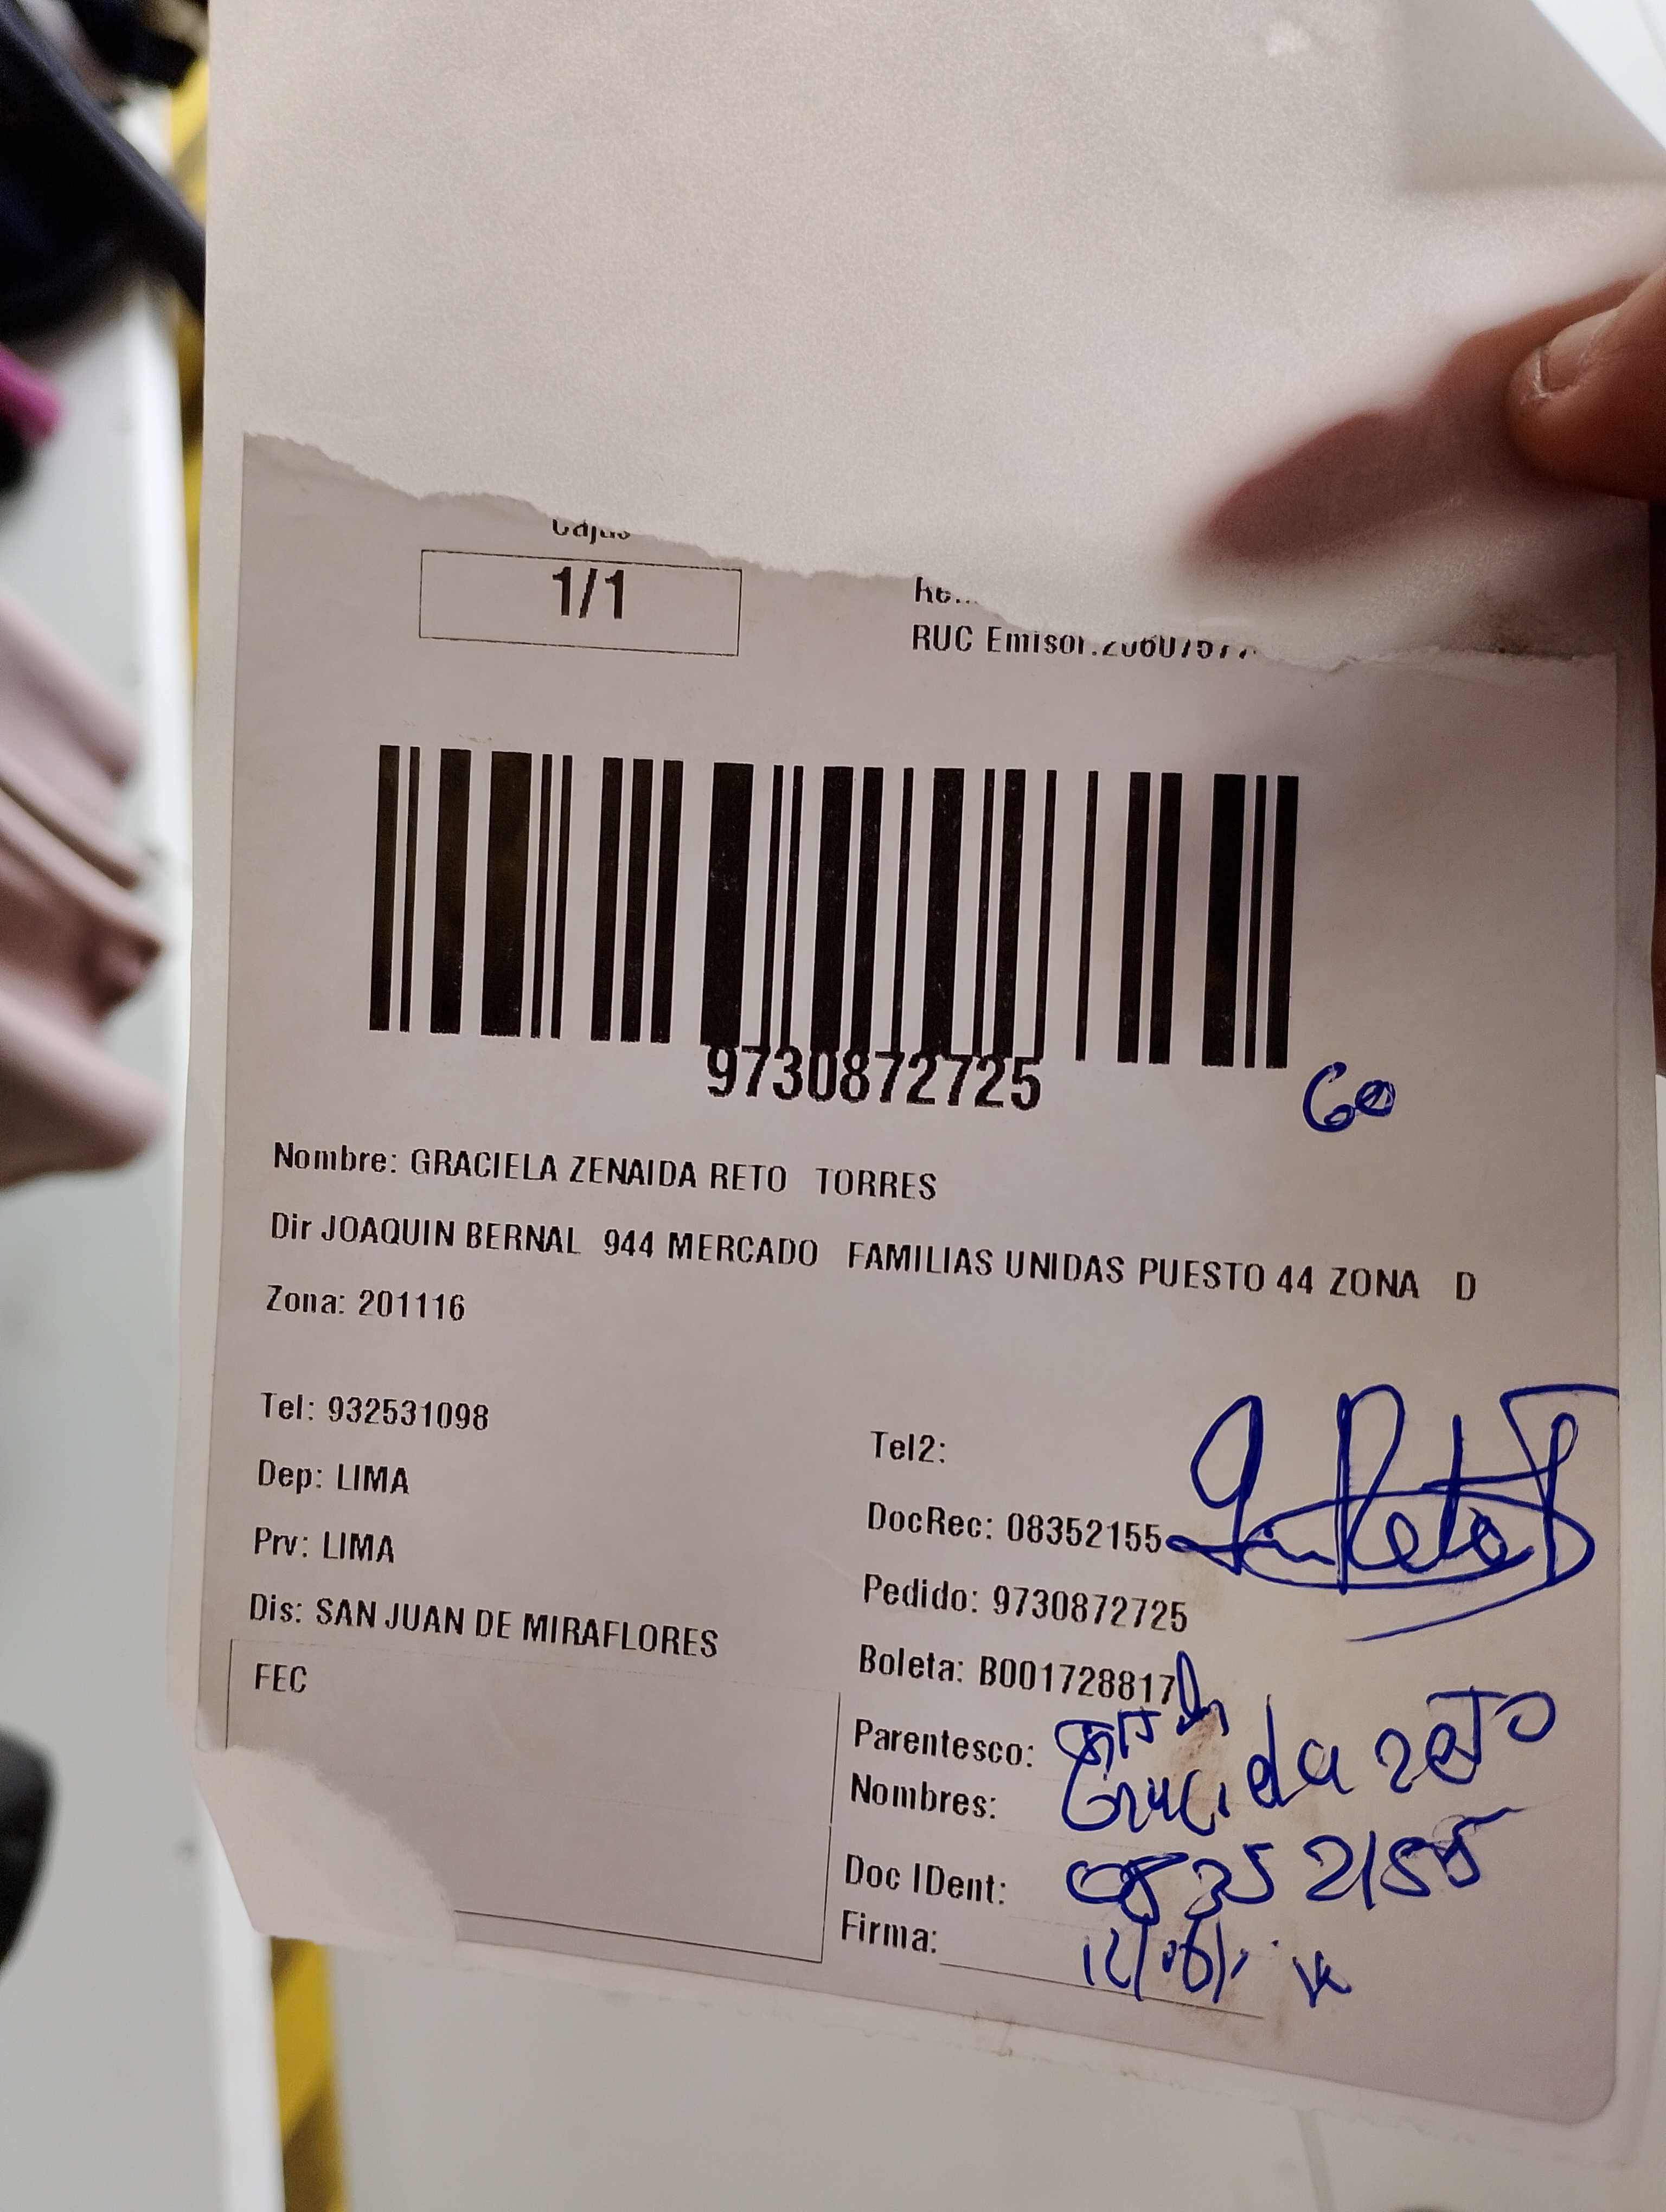 1/1
RUC Emisor:
9730872725
60
Nombre: GRACIELA ZENAIDA RETO TORRES
Dir JOAQUIN BERNAL 944 MERCADO FAMILIAS UNIDAS PUESTO 44 ZONA D
Zona: 201116
Tel: 932531098
Tel2:
Dep: LIMA
DocRec: 08352155
Prv: LIMA
Pedido: 9730872725
Dis: SAN JUAN DE MIRAFLORES
Boleta: B001728817
FEC
Parentesco:
Nombres: Graciela reto
Doc IDent: 08352155
Firma: